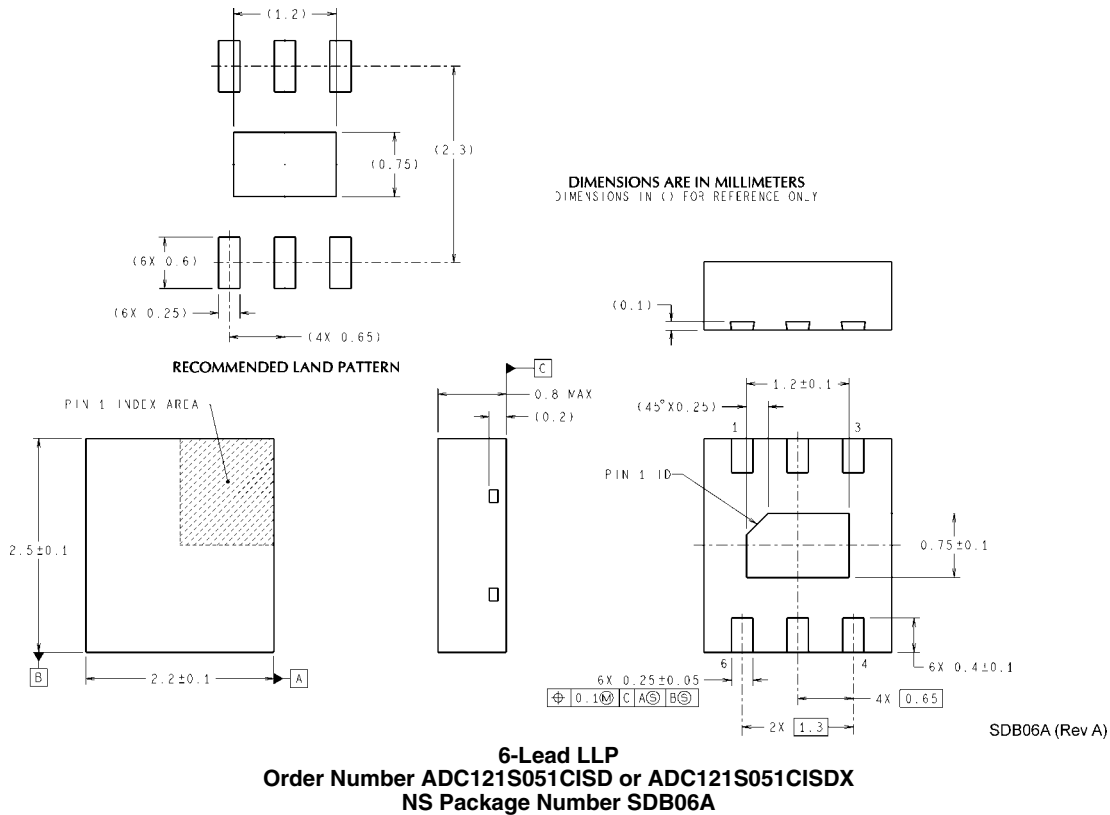 (1.2)
(0.75)
(2.3)
DIMENSIONS ARE IN MILLIMETERS
DIMENSIONS IN () FOR REFERENCE ONLY
(6X 0.6)
(6X 0.25)
(4X 0.65)
(0.1)
RECOMMENDED LAND PATTERN
C
0.8 MAX
(0.2)
PIN 1 INDEX AREA
2.5±0.1
B
2.2±0.1
A
1.2±0.1
(45°X0.25)
1
3
PIN 1 ID
0.75±0.1
6
4
6X 0.4±0.1
6X 0.25±0.05
⌖ 0.1Ⓜ C AⓈ BⓈ
4X 0.65
2X 1.3
SDB06A (Rev A)
6-Lead LLP
Order Number ADC121S051CISD or ADC121S051CISDX
NS Package Number SDB06A